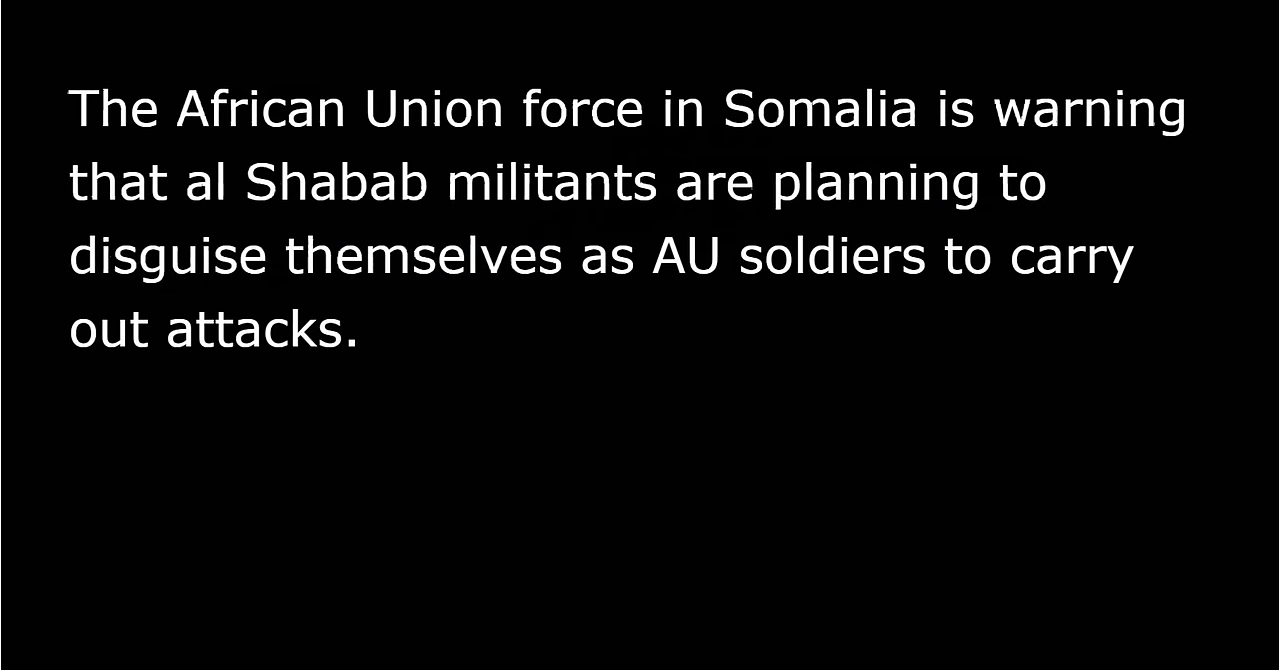 The African Union force in Somalia is warning
that al Shabab militants are planning to
disguise themselves as AU soldiers to carry
out attacks.